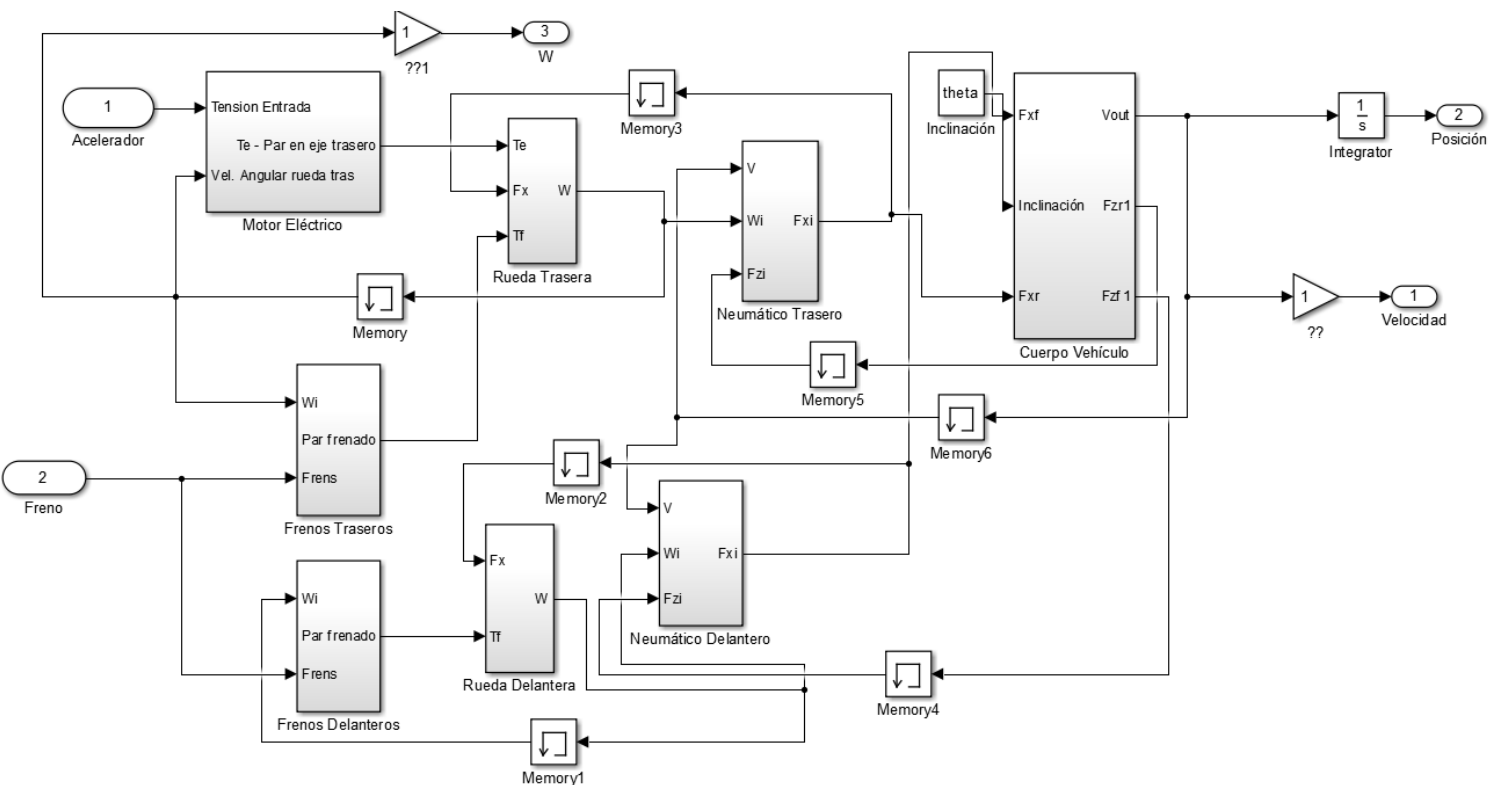 1
??1
3
W
1
Acelerador
Tension Entrada
Te - Par en eje trasero
Vel. Angular rueda tras
Motor Eléctrico
Memory3
Te
Fx
W
Tf
Rueda Trasera
Memory
V
Wi
Fxi
Fzi
Neumático Trasero
theta
Inclinación
Fxf
Vout
Inclinación
Fzr1
Fxr
Fzf 1
Cuerpo Vehículo
1
s
Integrator
2
Posición
1
??
1
Velocidad
Memory5
Memory6
Wi
Par frenado
Frens
Frenos Traseros
2
Freno
Memory2
Fx
W
Tf
Rueda Delantera
V
Wi
Fxi
Fzi
Neumático Delantero
Wi
Par frenado
Frens
Frenos Delanteros
Memory4
Memory1